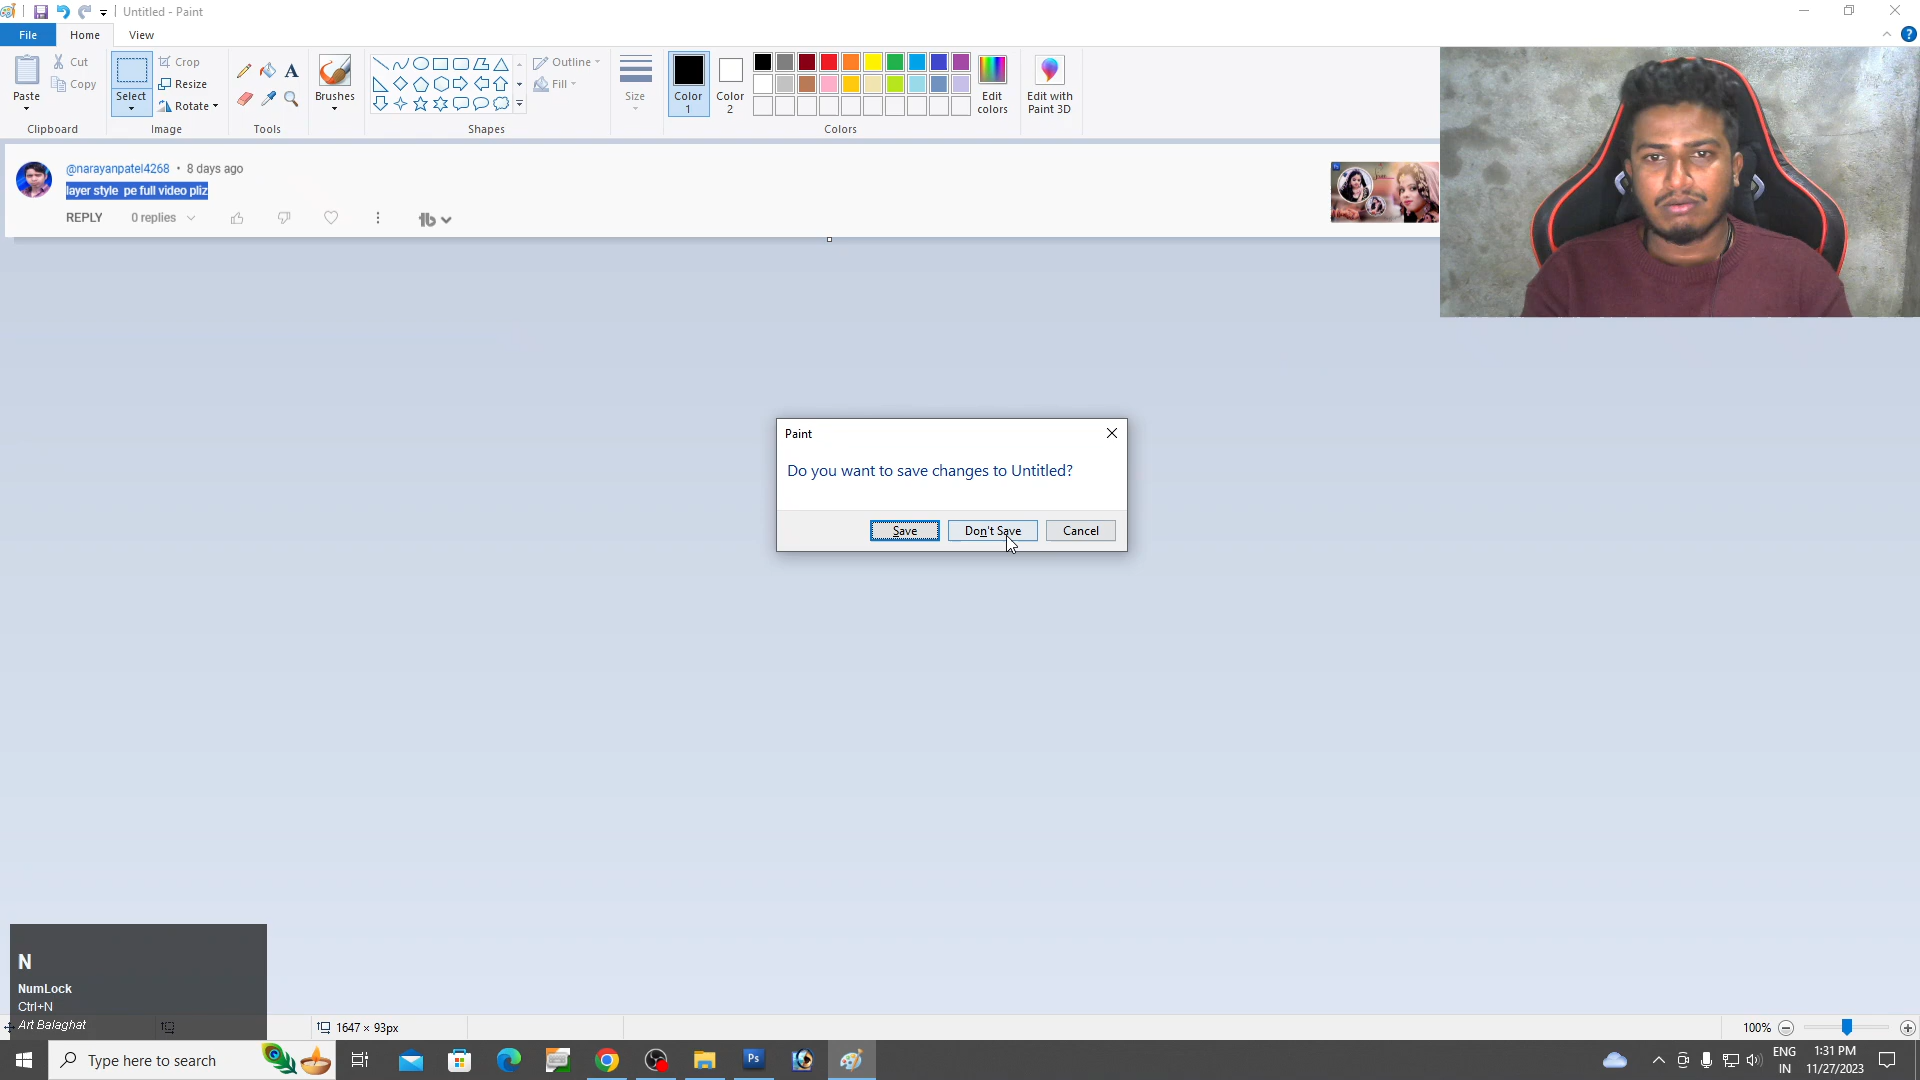 Untitled - Paint
File Home View
Paste
Cut
Copy
Clipboard
Select
Crop
Resize
Rotate
Image
Tools
Brushes
Shapes
Outline
Fill
Size
Color 1
Color 2
Colors
Edit colors
Edit with Paint 3D
@narayanpatel4268 • 8 days ago
layer style pe full video pliz
REPLY 0 replies
Paint
Do you want to save changes to Untitled?
Save Don't Save Cancel
N
NumLock
Ctrl+N
Art Balaghat
1647 × 93px
100%
Type here to search
Ps
ENG
IN
1:31 PM
11/27/2023